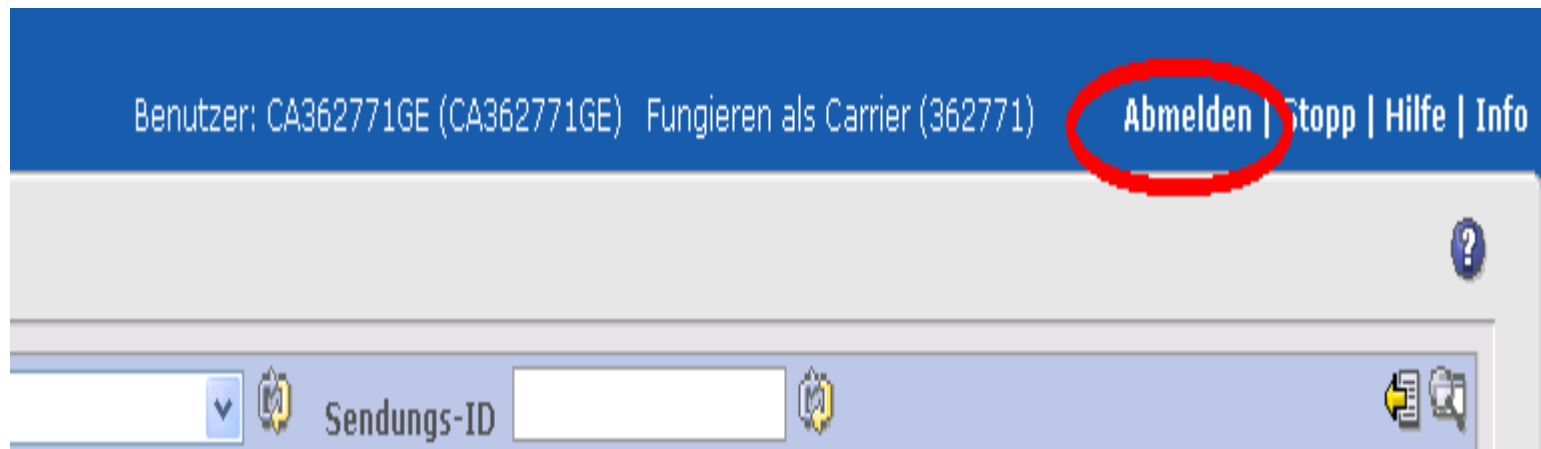 Benutzer: CA362771GE (CA362771GE) Fungieren als Carrier (362771) Abmelden | Stopp | Hilfe | Info
?
Sendungs-ID